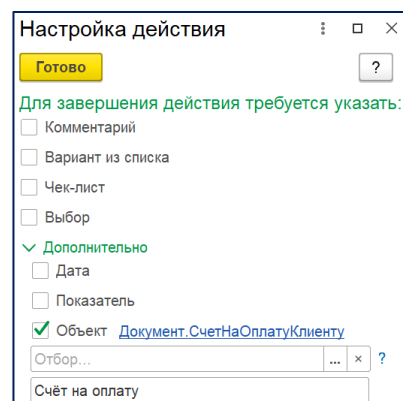 Настройка действия
Готово
?
Для завершения действия требуется указать:
Комментарий
Вариант из списка
Чек-лист
Выбор
Дополнительно
Дата
Показатель
Объект Документ.СчетНаОплатуКлиенту
Отбор... ... × ?
Счёт на оплату